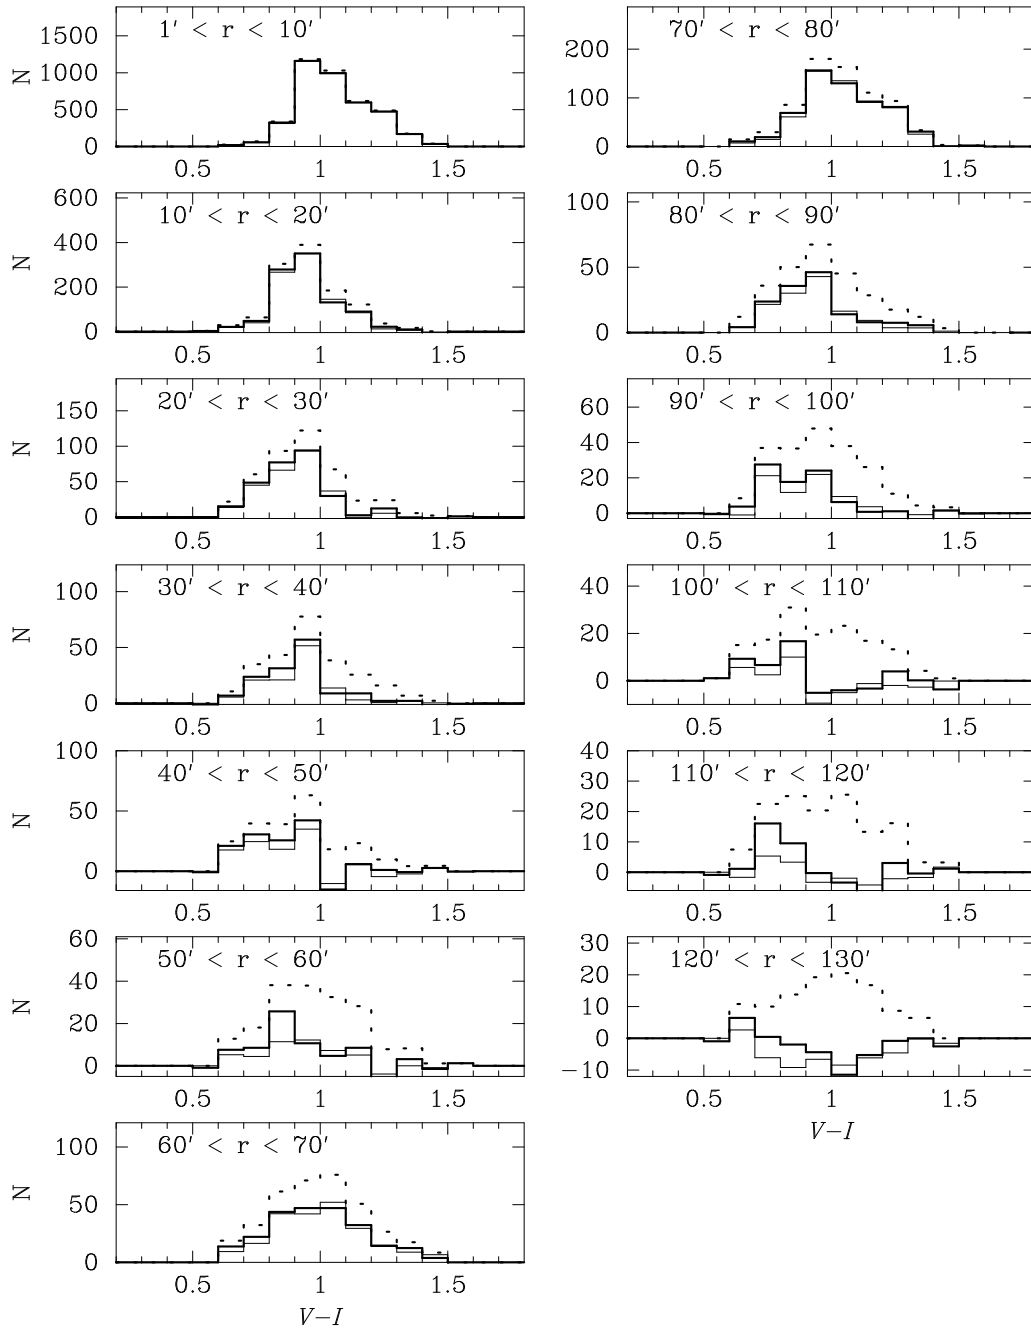 1′ < r < 10′
N
1500
1000
500
0
0.5 1 1.5
10′ < r < 20′
N
600
400
200
0
0.5 1 1.5
20′ < r < 30′
N
150
100
50
0
0.5 1 1.5
30′ < r < 40′
N
100
50
0
0.5 1 1.5
40′ < r < 50′
N
100
50
0
0.5 1 1.5
50′ < r < 60′
N
60
40
20
0
0.5 1 1.5
60′ < r < 70′
N
100
50
0
0.5 1 1.5
V−I
70′ < r < 80′
200
100
0
0.5 1 1.5
80′ < r < 90′
100
50
0
0.5 1 1.5
90′ < r < 100′
60
40
20
0
0.5 1 1.5
100′ < r < 110′
40
20
0
0.5 1 1.5
110′ < r < 120′
40
30
20
10
0
0.5 1 1.5
120′ < r < 130′
30
20
10
0
−10
0.5 1 1.5
V−I